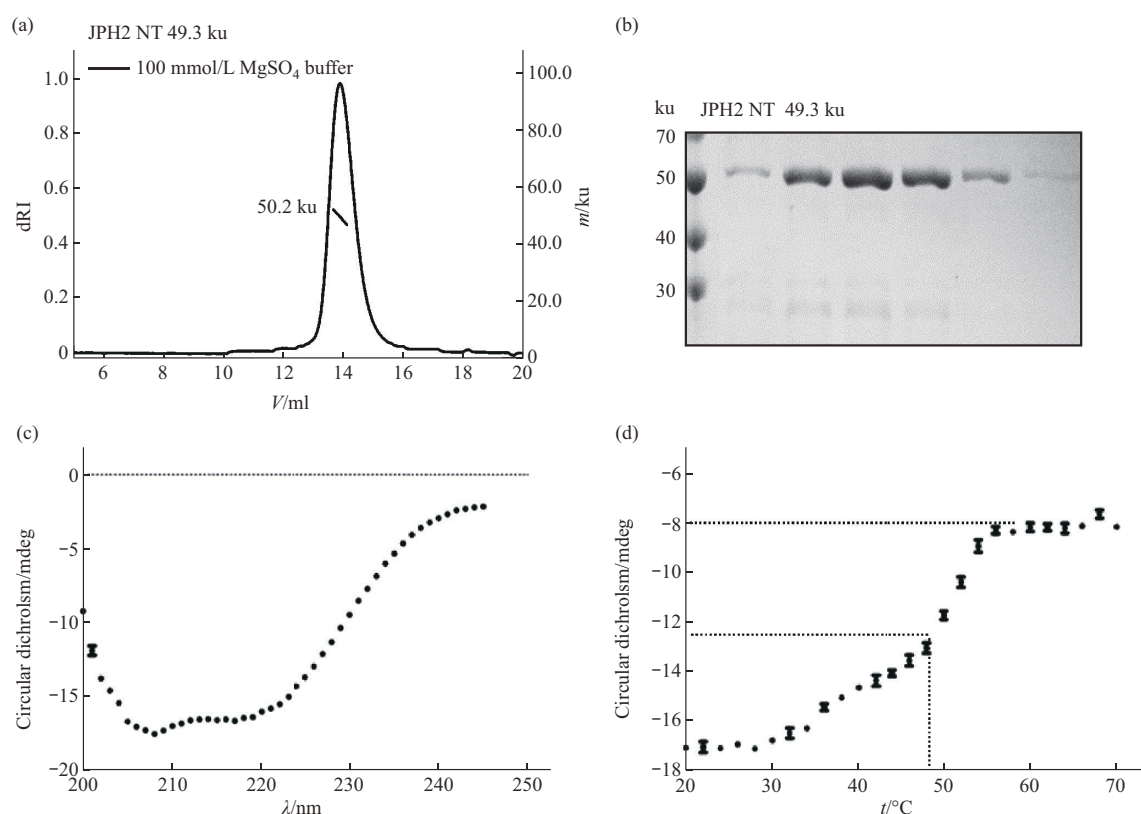 (a)
JPH2 NT 49.3 ku
100 mmol/L MgSO₄ buffer
1.0
0.8
0.6
0.4
0.2
0
dRI
50.2 ku
100.0
80.0
60.0
40.0
20.0
0
m/ku
6 8 10 12 14 16 18 20
V/ml
(b)
ku JPH2 NT 49.3 ku
70
50
40
30
(c)
0
−5
−10
−15
−20
Circular dichrolsm/mdeg
200 210 220 230 240 250
λ/nm
(d)
−6
−8
−10
−12
−14
−16
−18
Circular dichrolsm/mdeg
20 30 40 50 60 70
t/°C